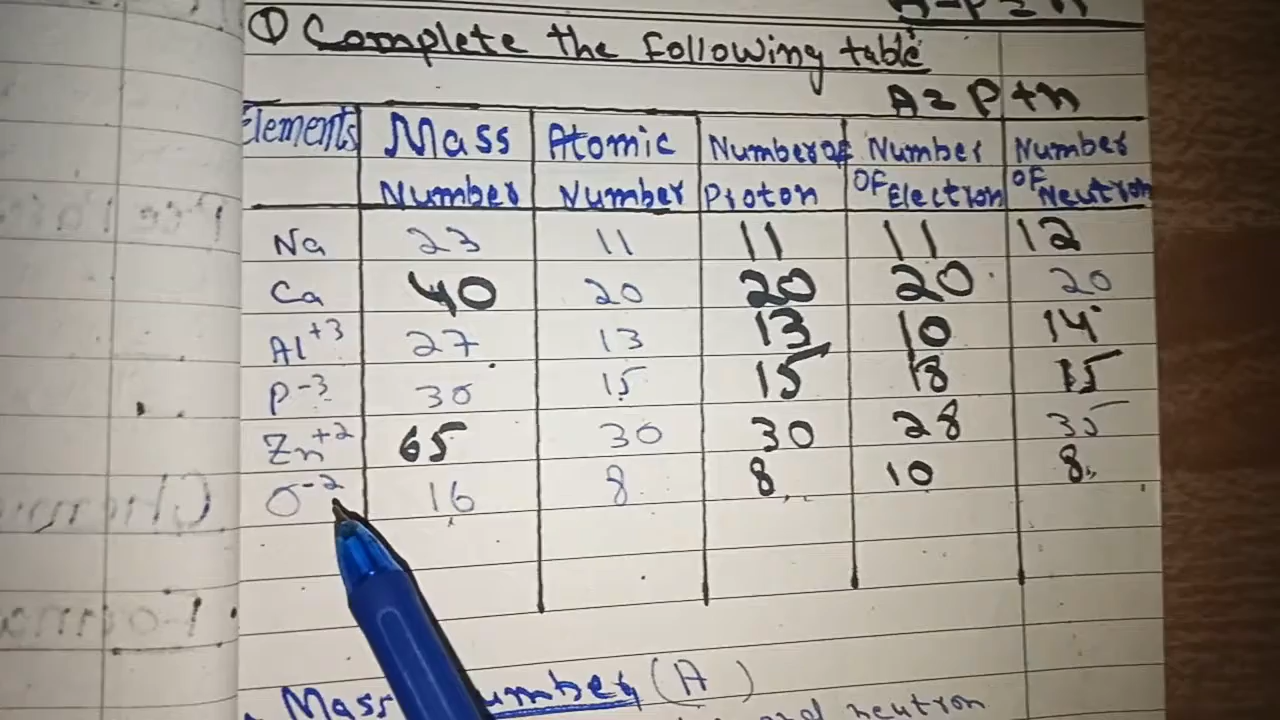 ① Complete the following table
A = P + n
Elements Mass Number Atomic Number Number of Proton Number Of Electron Number of Neutron
Na 23 11 11 11 12
Ca 40 20 20 20 20
Al+3 27 13 13 10 14
P-3 30 15 15 18 15
Zn+2 65 30 30 28 35
O-2 16 8 8 10 8
Mass Number (A)
and neutron